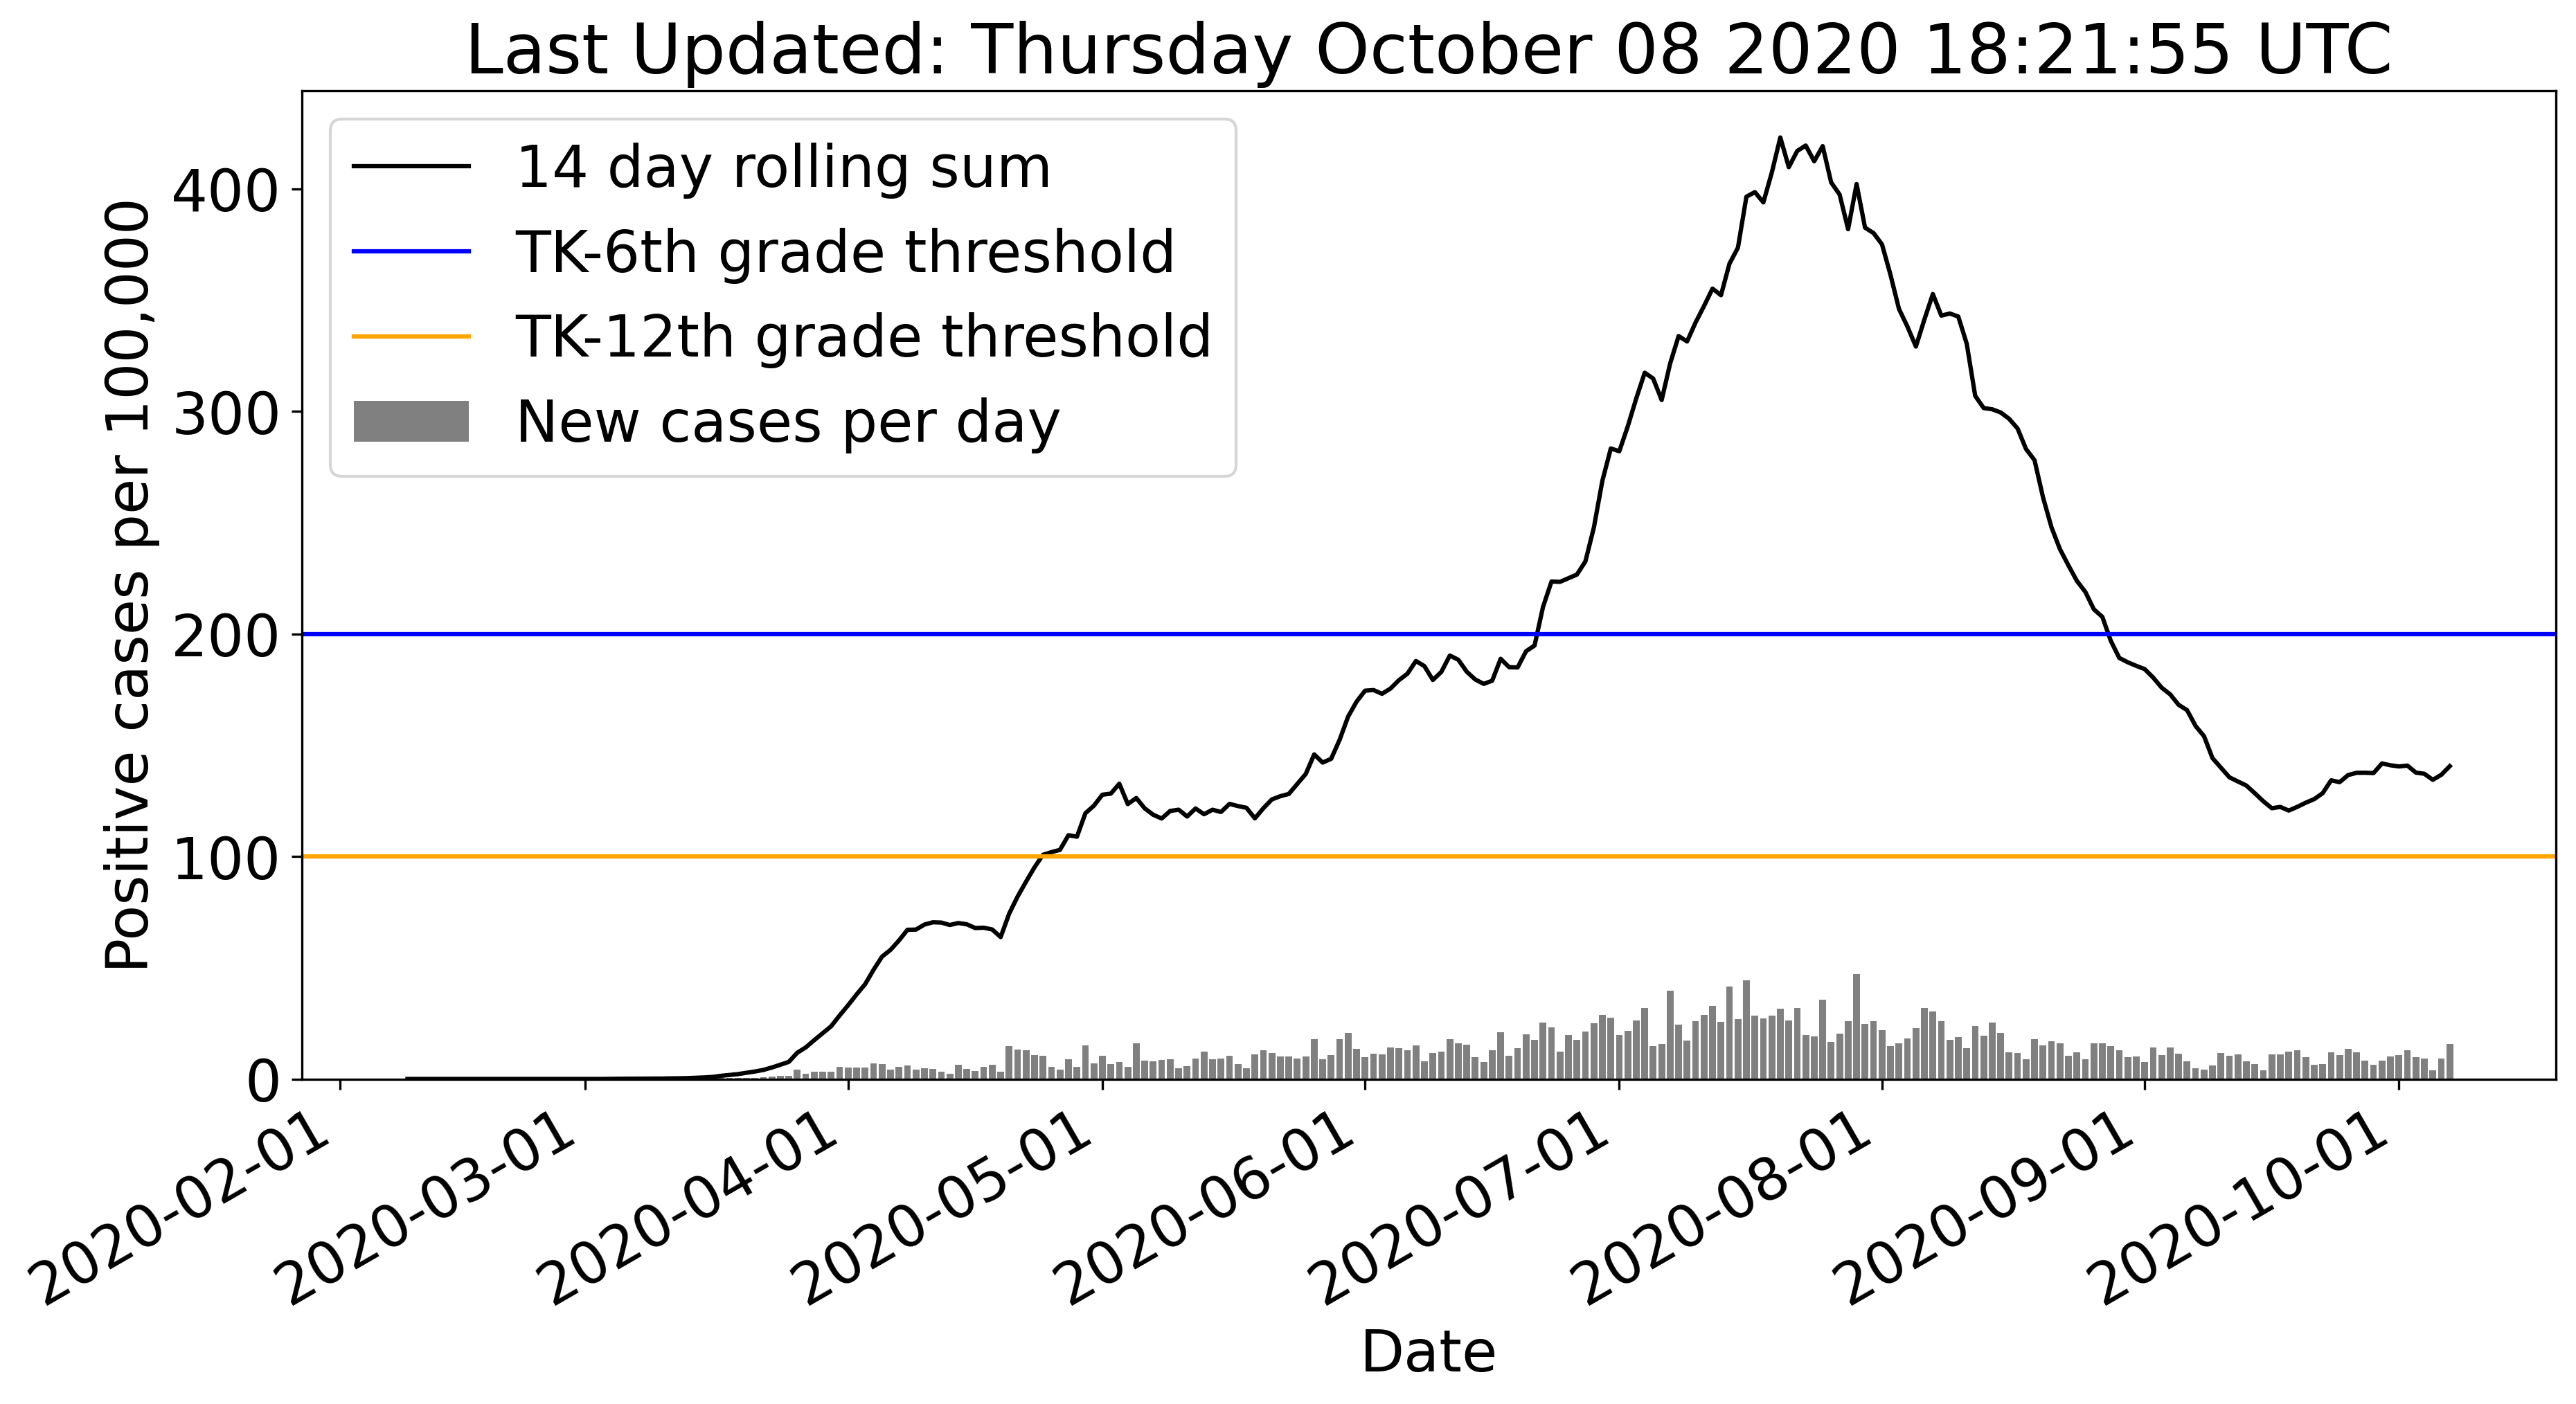 Last Updated: Thursday October 08 2020 18:21:55 UTC
14 day rolling sum
TK-6th grade threshold
TK-12th grade threshold
New cases per day
Positive cases per 100,000
400
300
200
100
0
2020-02-01
2020-03-01
2020-04-01
2020-05-01
2020-06-01
2020-07-01
2020-08-01
2020-09-01
2020-10-01
Date